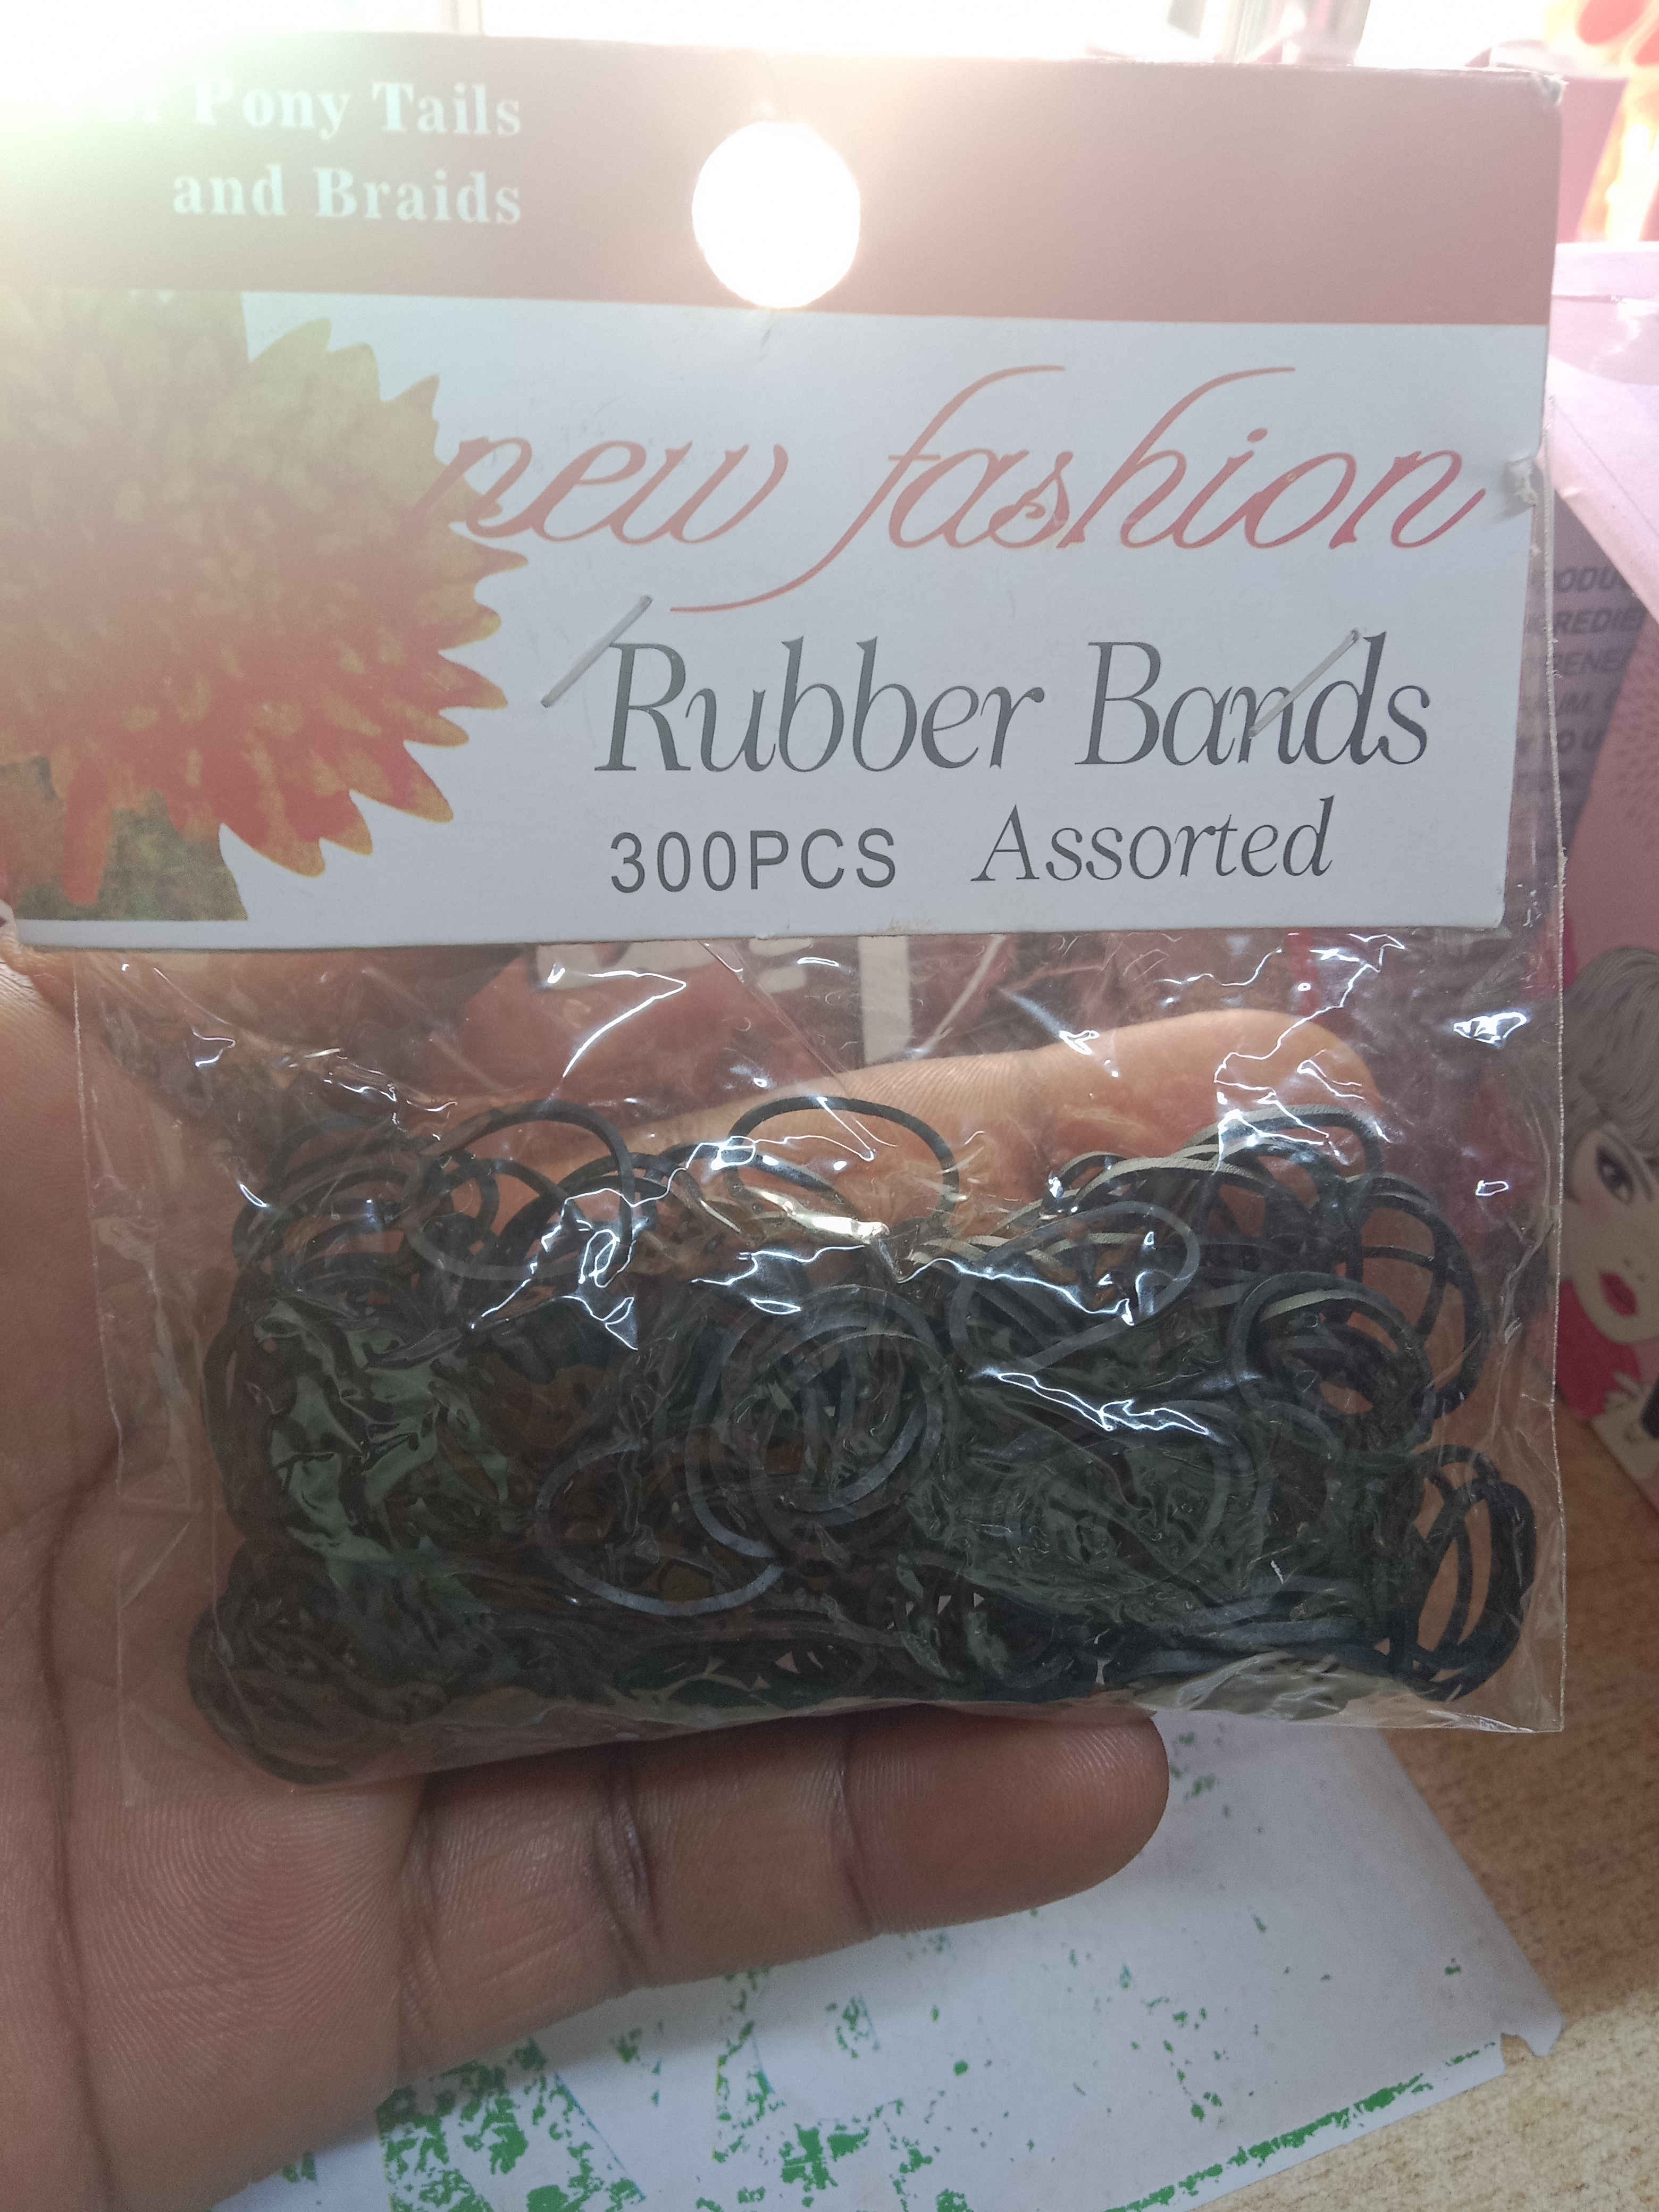 Pony Tails
and Braids
new fashion
Rubber Bands
300PCS Assorted